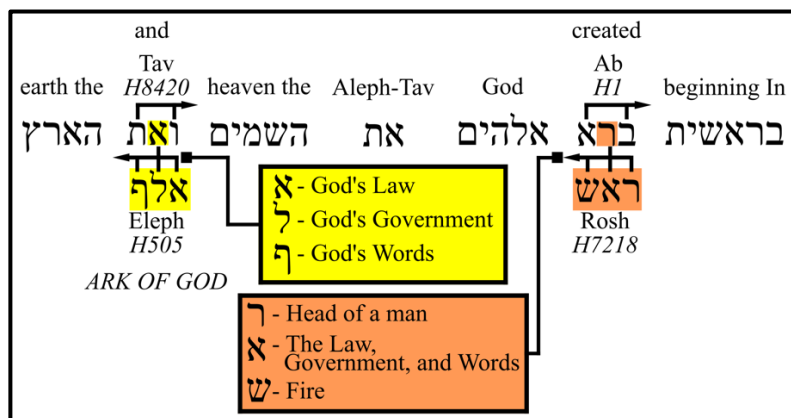 and created
Tav Ab
H8420 H1
earth the heaven the Aleph-Tav God beginning In
בראשית ברא אלהים את השמים ואת הארץ
אלף ראש
Eleph Rosh
H505 H7218
ARK OF GOD
א - God's Law
ל - God's Government
ף - God's Words
ר - Head of a man
א - The Law,
Government, and Words
ש - Fire